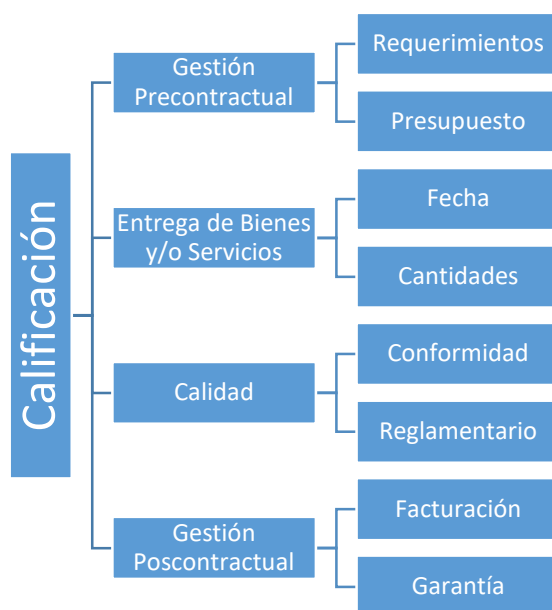 Calificación
Gestión
Precontractual
Requerimientos
Presupuesto
Entrega de Bienes
y/o Servicios
Fecha
Cantidades
Calidad
Conformidad
Reglamentario
Gestión
Poscontractual
Facturación
Garantía